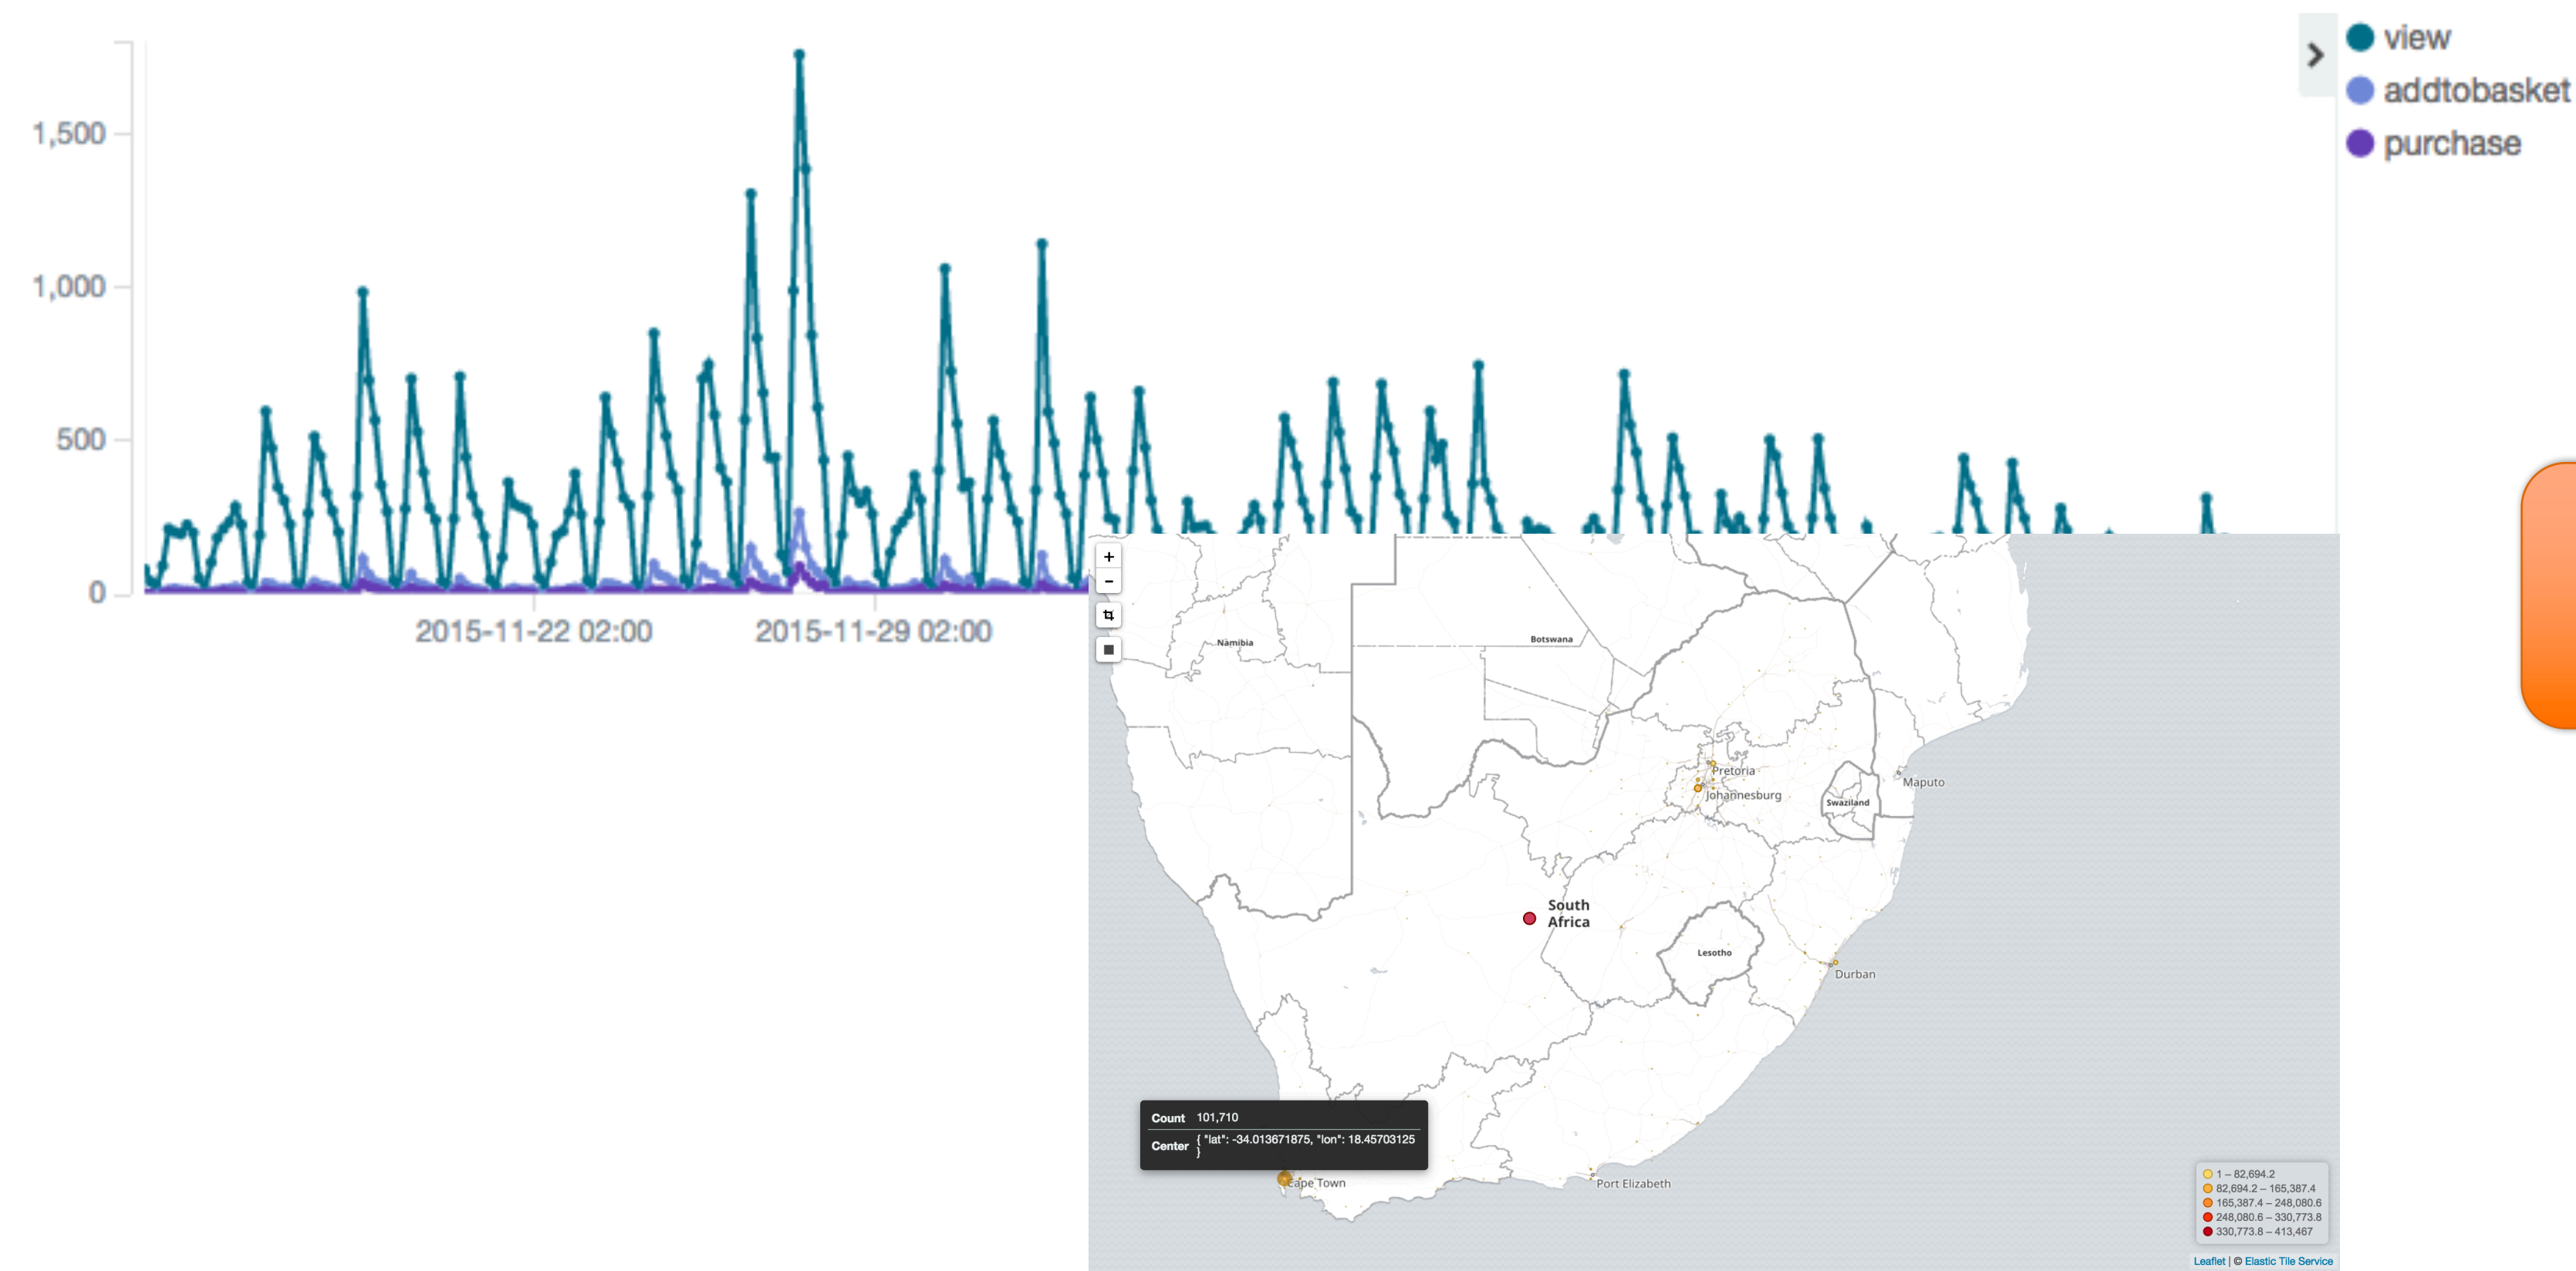 view
addtobasket
purchase
1,500
1,000
500
0
2015-11-22 02:00
2015-11-29 02:00
+
−
Namibia
Botswana
Pretoria
Johannesburg
Swaziland
Maputo
South
Africa
Lesotho
Durban
Count 101,710
Center { "lat": -34.013671875, "lon": 18.45703125
}
Cape Town
Port Elizabeth
1 – 82,694.2
82,694.2 – 165,387.4
165,387.4 – 248,080.6
248,080.6 – 330,773.8
330,773.8 – 413,467
Leaflet | © Elastic Tile Service